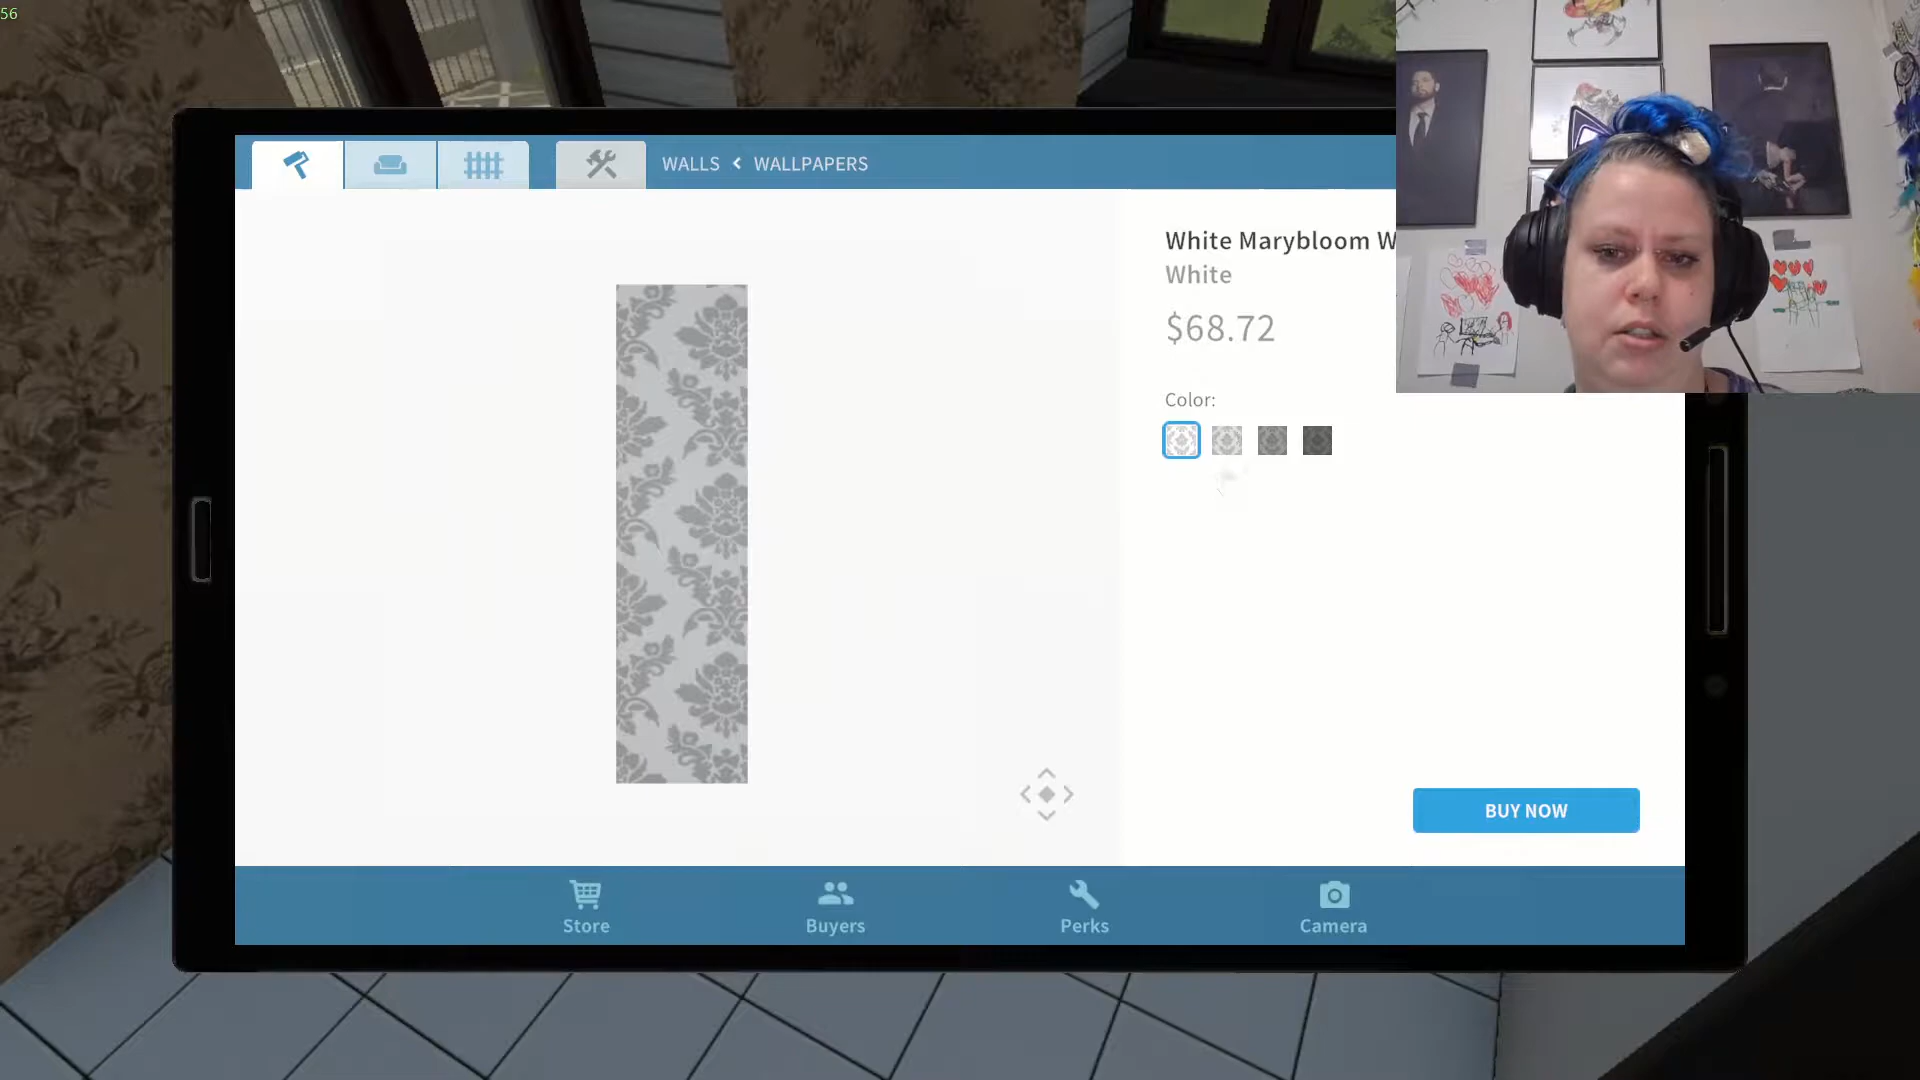 56
WALLS < WALLPAPERS
White Marybloom W
White
$68.72
Color:
BUY NOW
Store
Buyers
Perks
Camera